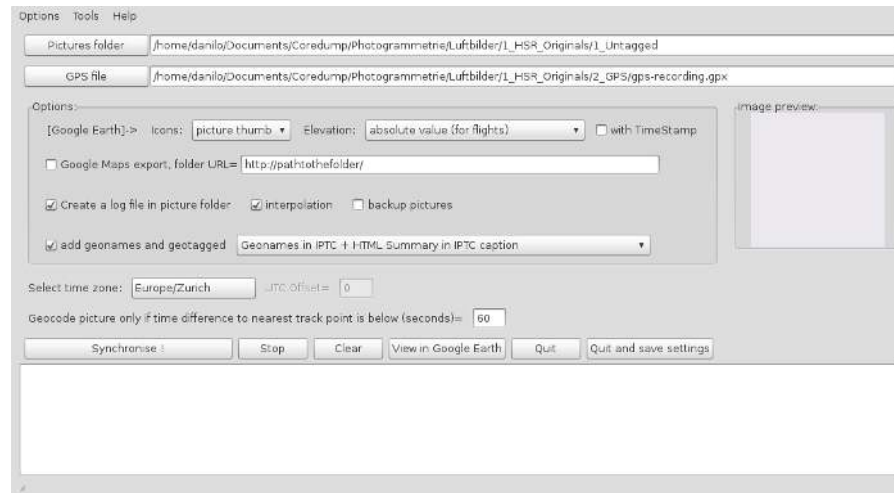 Options Tools Help
Pictures folder /home/danilo/Documents/Coredump/Photogrammetrie/Luftbilder/1_HSR_Originals/1_Untagged
GPS file /home/danilo/Documents/Coredump/Photogrammetrie/Luftbilder/1_HSR_Originals/2_GPS/gps-recording.gpx
Options: Image preview:
[Google Earth]-> Icons: picture thumb Elevation: absolute value (for flights) with TimeStamp
Google Maps export, folder URL= http://pathtothefolder/
Create a log file in picture folder interpolation backup pictures
add geonames and geotagged Geonames in IPTC + HTML Summary in IPTC caption
Select time zone: Europe/Zurich UTC Offset= 0
Geocode picture only if time difference to nearest track point is below (seconds)= 60
Synchronise ! Stop Clear View in Google Earth Quit Quit and save settings